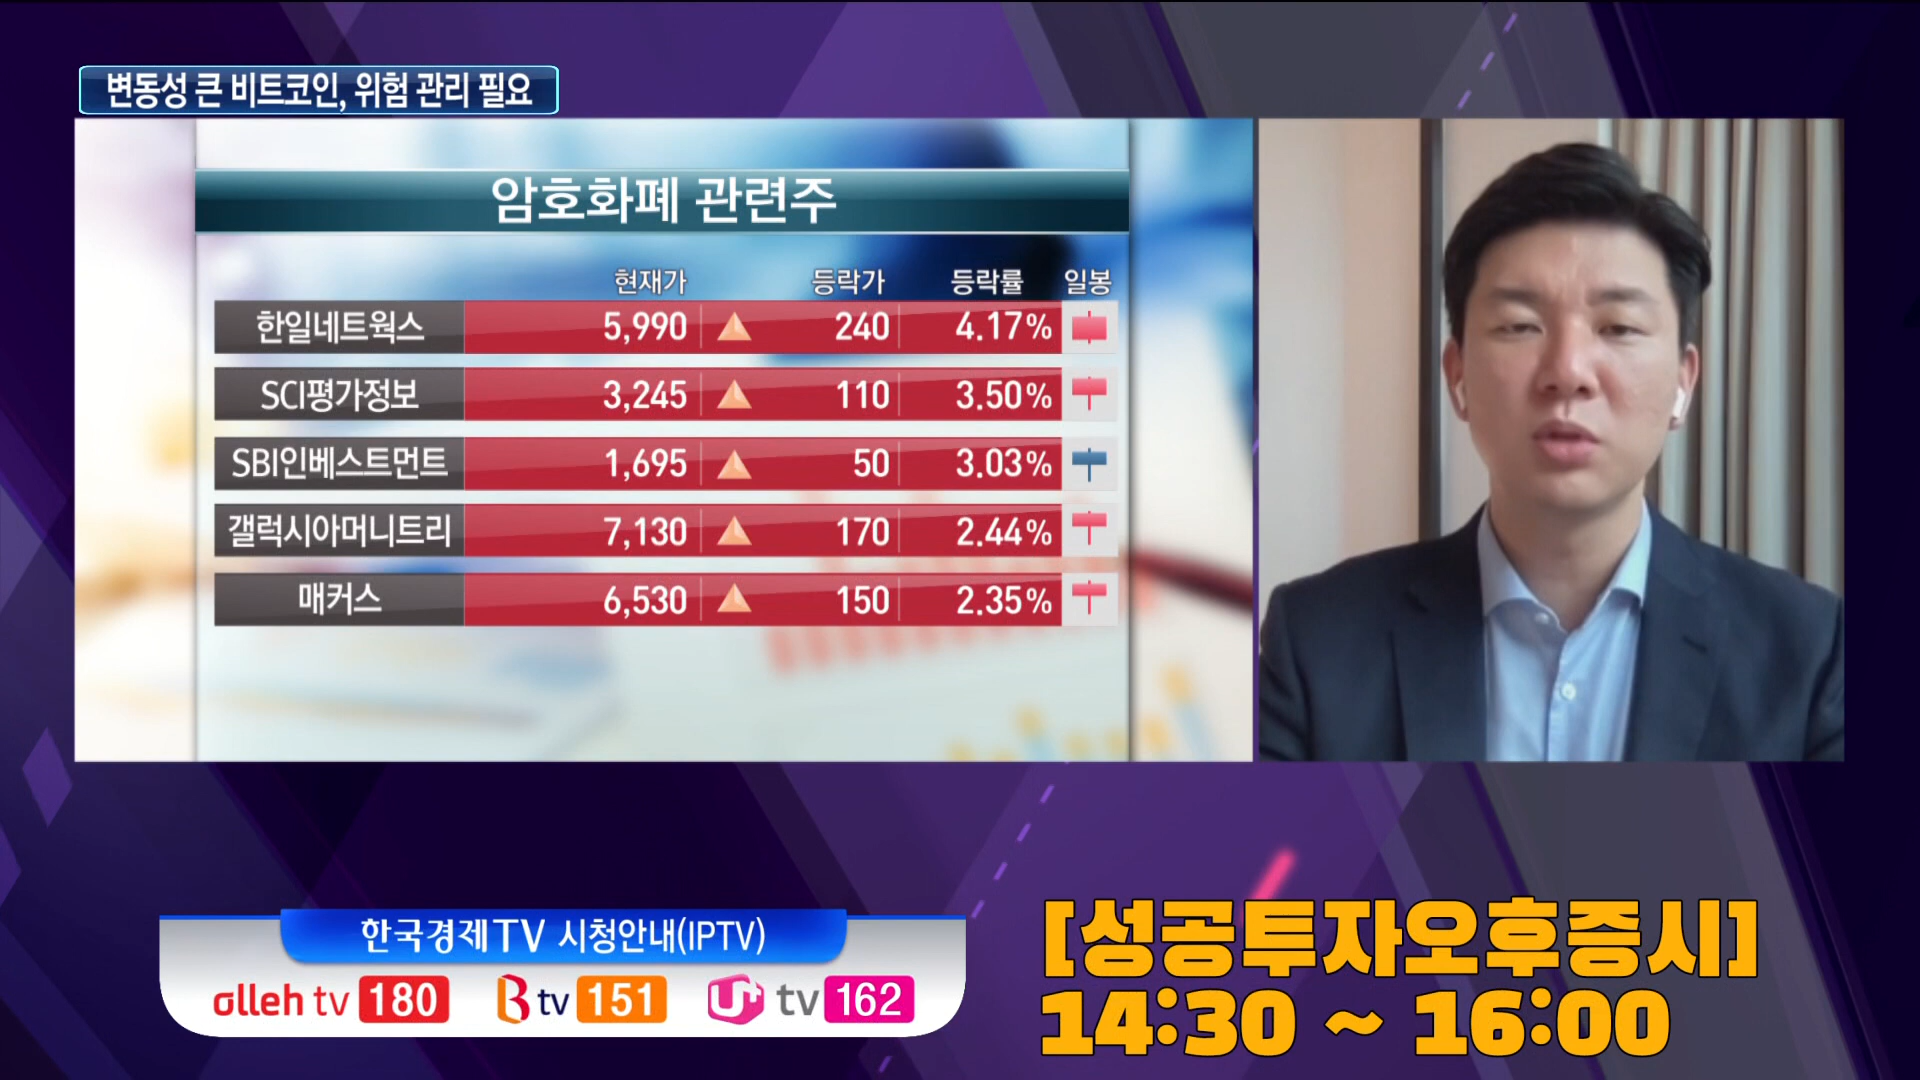 변동성 큰 비트코인, 위험 관리 필요
암호화폐 관련주
현재가 등락가 등락률 일봉
한일네트웍스 5,990 240 4.17%
SCI평가정보 3,245 110 3.50%
SBI인베스트먼트 1,695 50 3.03%
갤럭시아머니트리 7,130 170 2.44%
매커스 6,530 150 2.35%
한국경제TV 시청안내(IPTV)
olleh tv 180 B tv 151 U+ tv 162
[성공투자오후증시]
14:30 ~ 16:00